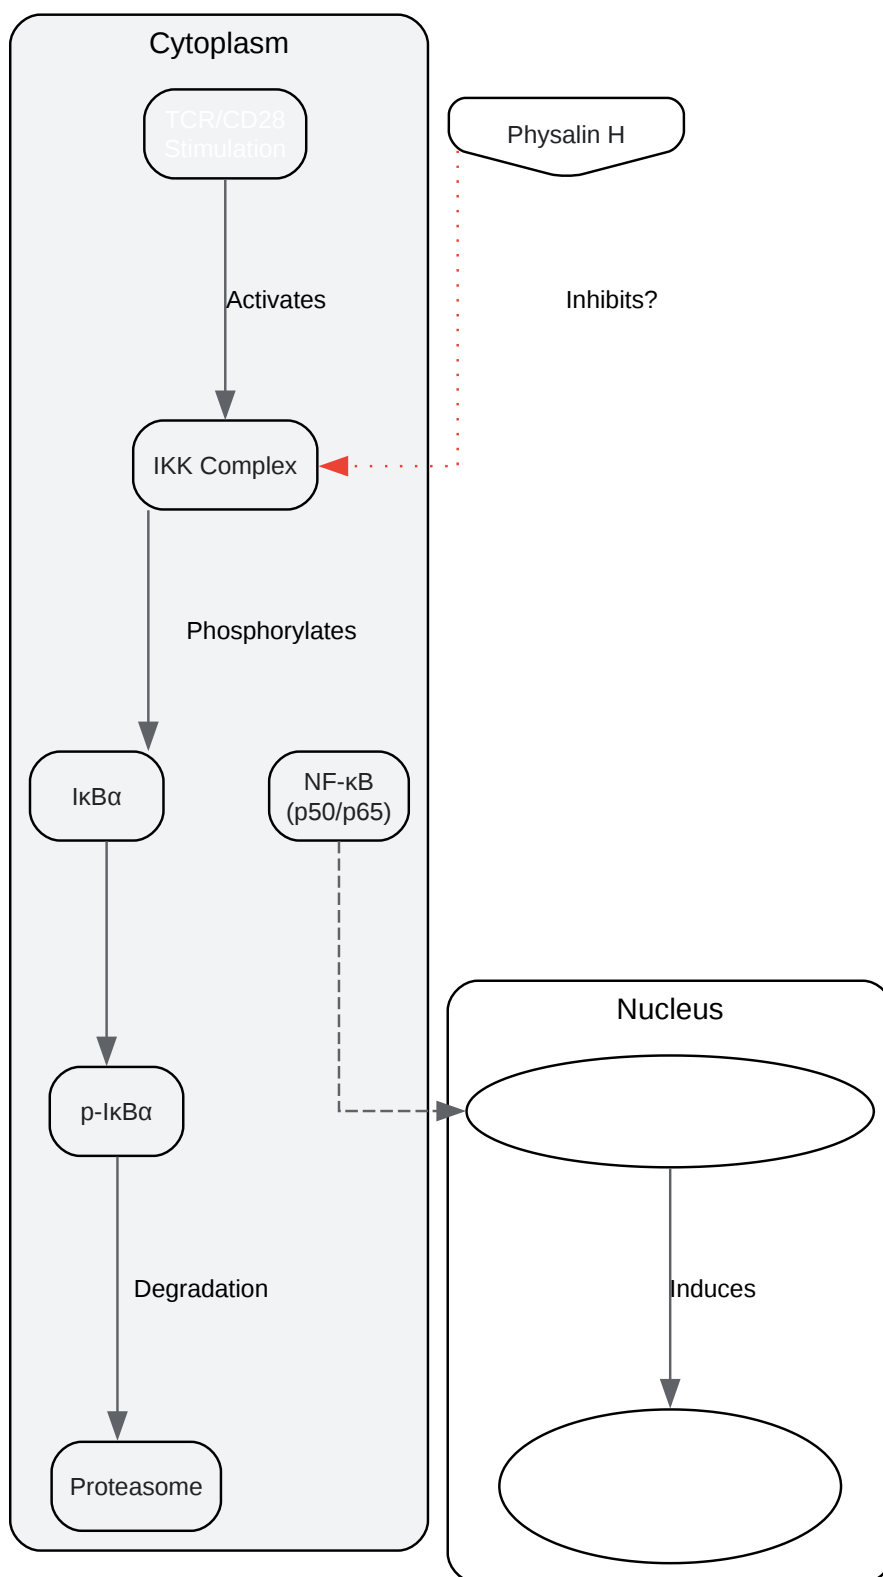 Cytoplasm
TCR/CD28
Stimulation
Physalin H
Activates
Inhibits?
IKK Complex
Phosphorylates
IκBα
NF-κB
(p50/p65)
Nucleus
p-IκBα
Degradation
Induces
Proteasome